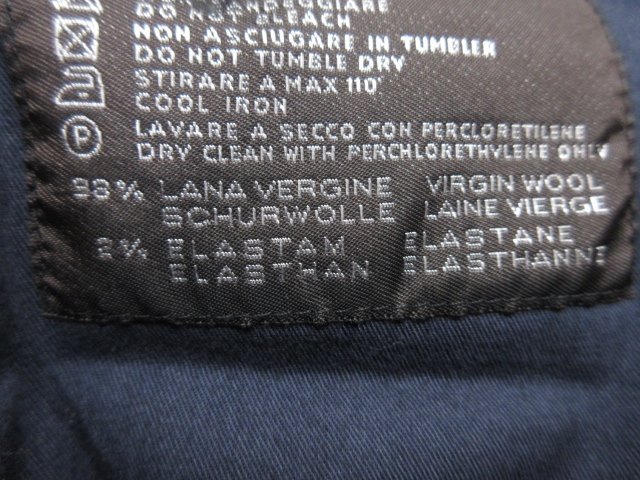 DO NOT BLEACH
NON ASCIUGARE IN TUMBLER
DO NOT TUMBLE DRY
STIRARE A MAX 110°
COOL IRON
P LAVARE A SECCO CON PERCLORETILENE
DRY CLEAN WITH PERCHLORETHYLENE ONLY
98% LANA VERGINE VIRGIN WOOL
SCHURWOLLE LAINE VIERGE
2% ELASTAM ELASTANE
ELASTHAN ELASTHANNE